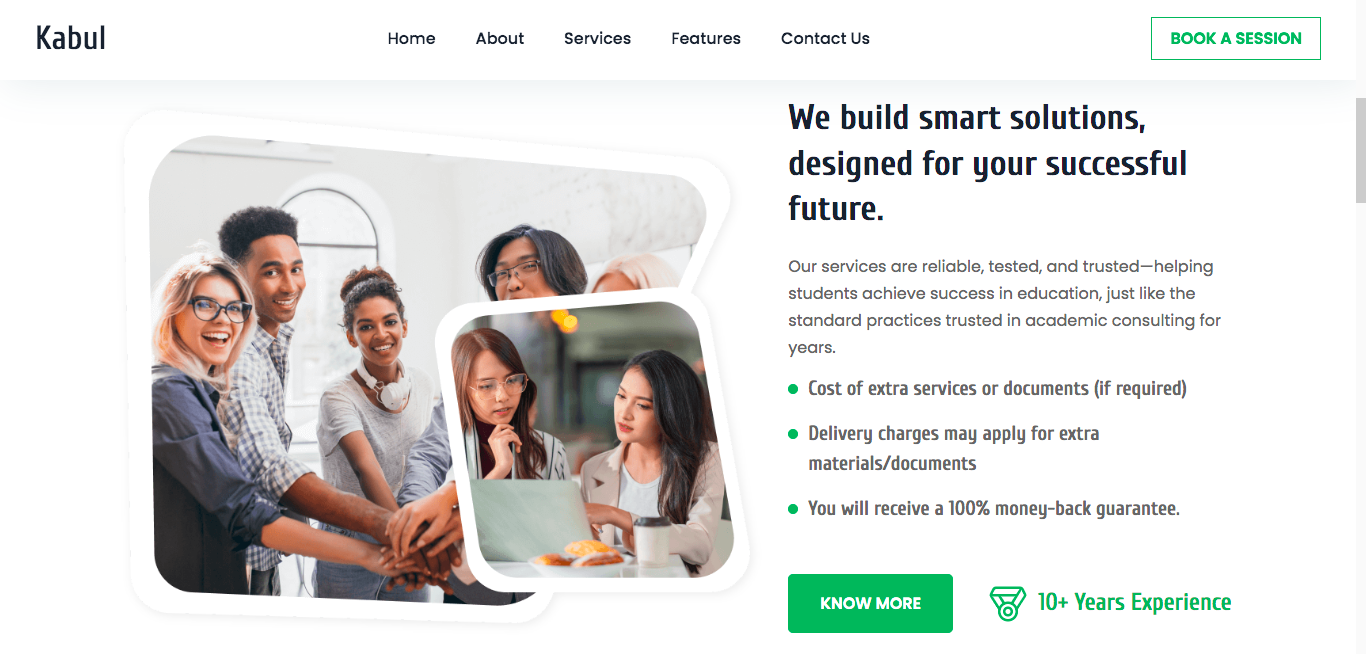 Kabul
Home About Services Features Contact Us
BOOK A SESSION
We build smart solutions,
designed for your successful
future.
Our services are reliable, tested, and trusted—helping
students achieve success in education, just like the
standard practices trusted in academic consulting for
years.
Cost of extra services or documents (if required)
Delivery charges may apply for extra
materials/documents
You will receive a 100% money-back guarantee.
KNOW MORE
10+ Years Experience